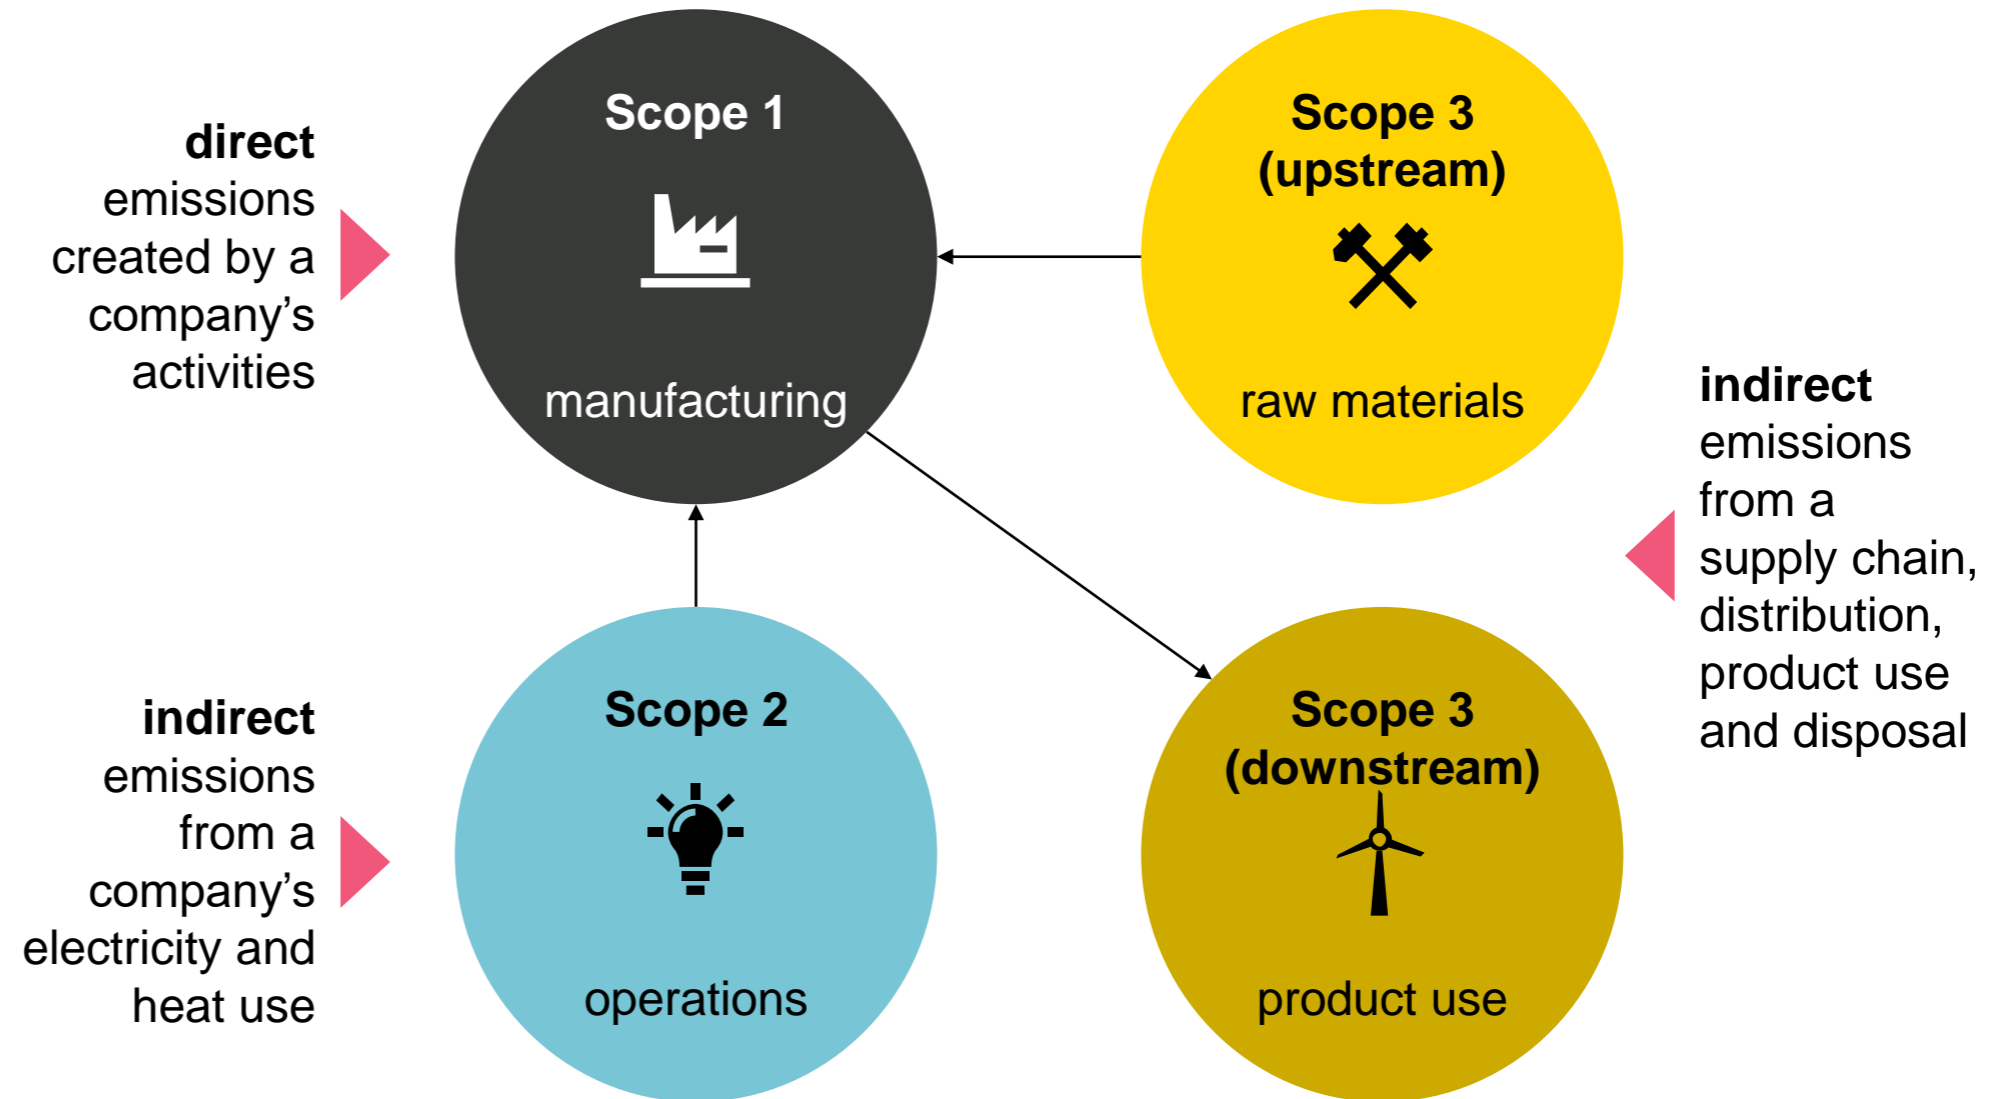 direct
emissions
created by a
company’s
activities
Scope 1
manufacturing
Scope 3
(upstream)
raw materials
indirect
emissions
from a
supply chain,
distribution,
product use
and disposal
indirect
emissions
from a
company’s
electricity and
heat use
Scope 2
operations
Scope 3
(downstream)
product use